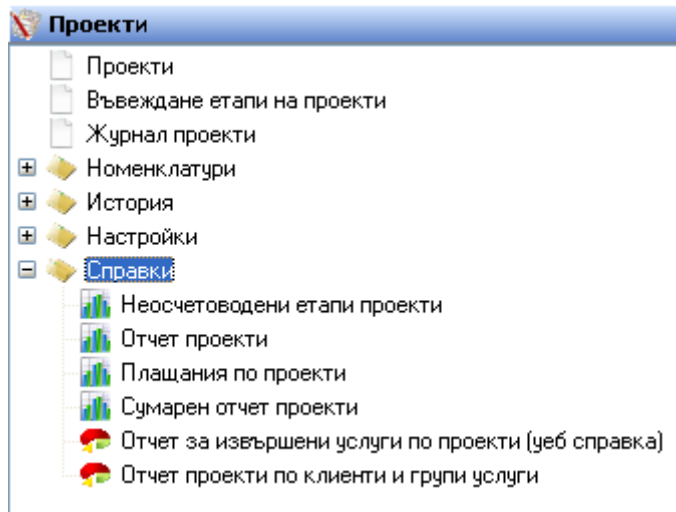 Проекти
Проекти
Въвеждане етапи на проекти
Журнал проекти
Номенклатури
История
Настройки
Справки
Неосчетоводени етапи проекти
Отчет проекти
Плащания по проекти
Сумарен отчет проекти
Отчет за извършени услуги по проекти (уеб справка)
Отчет проекти по клиенти и групи услуги